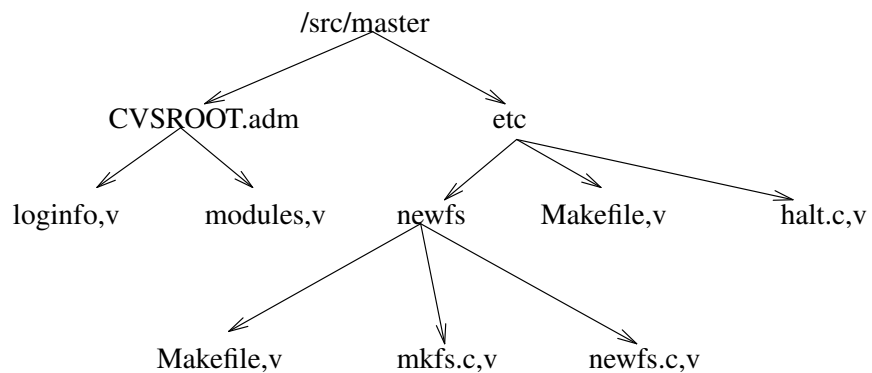 /src/master
CVSROOT.adm etc
loginfo,v modules,v newfs Makefile,v halt.c,v
Makefile,v mkfs.c,v newfs.c,v